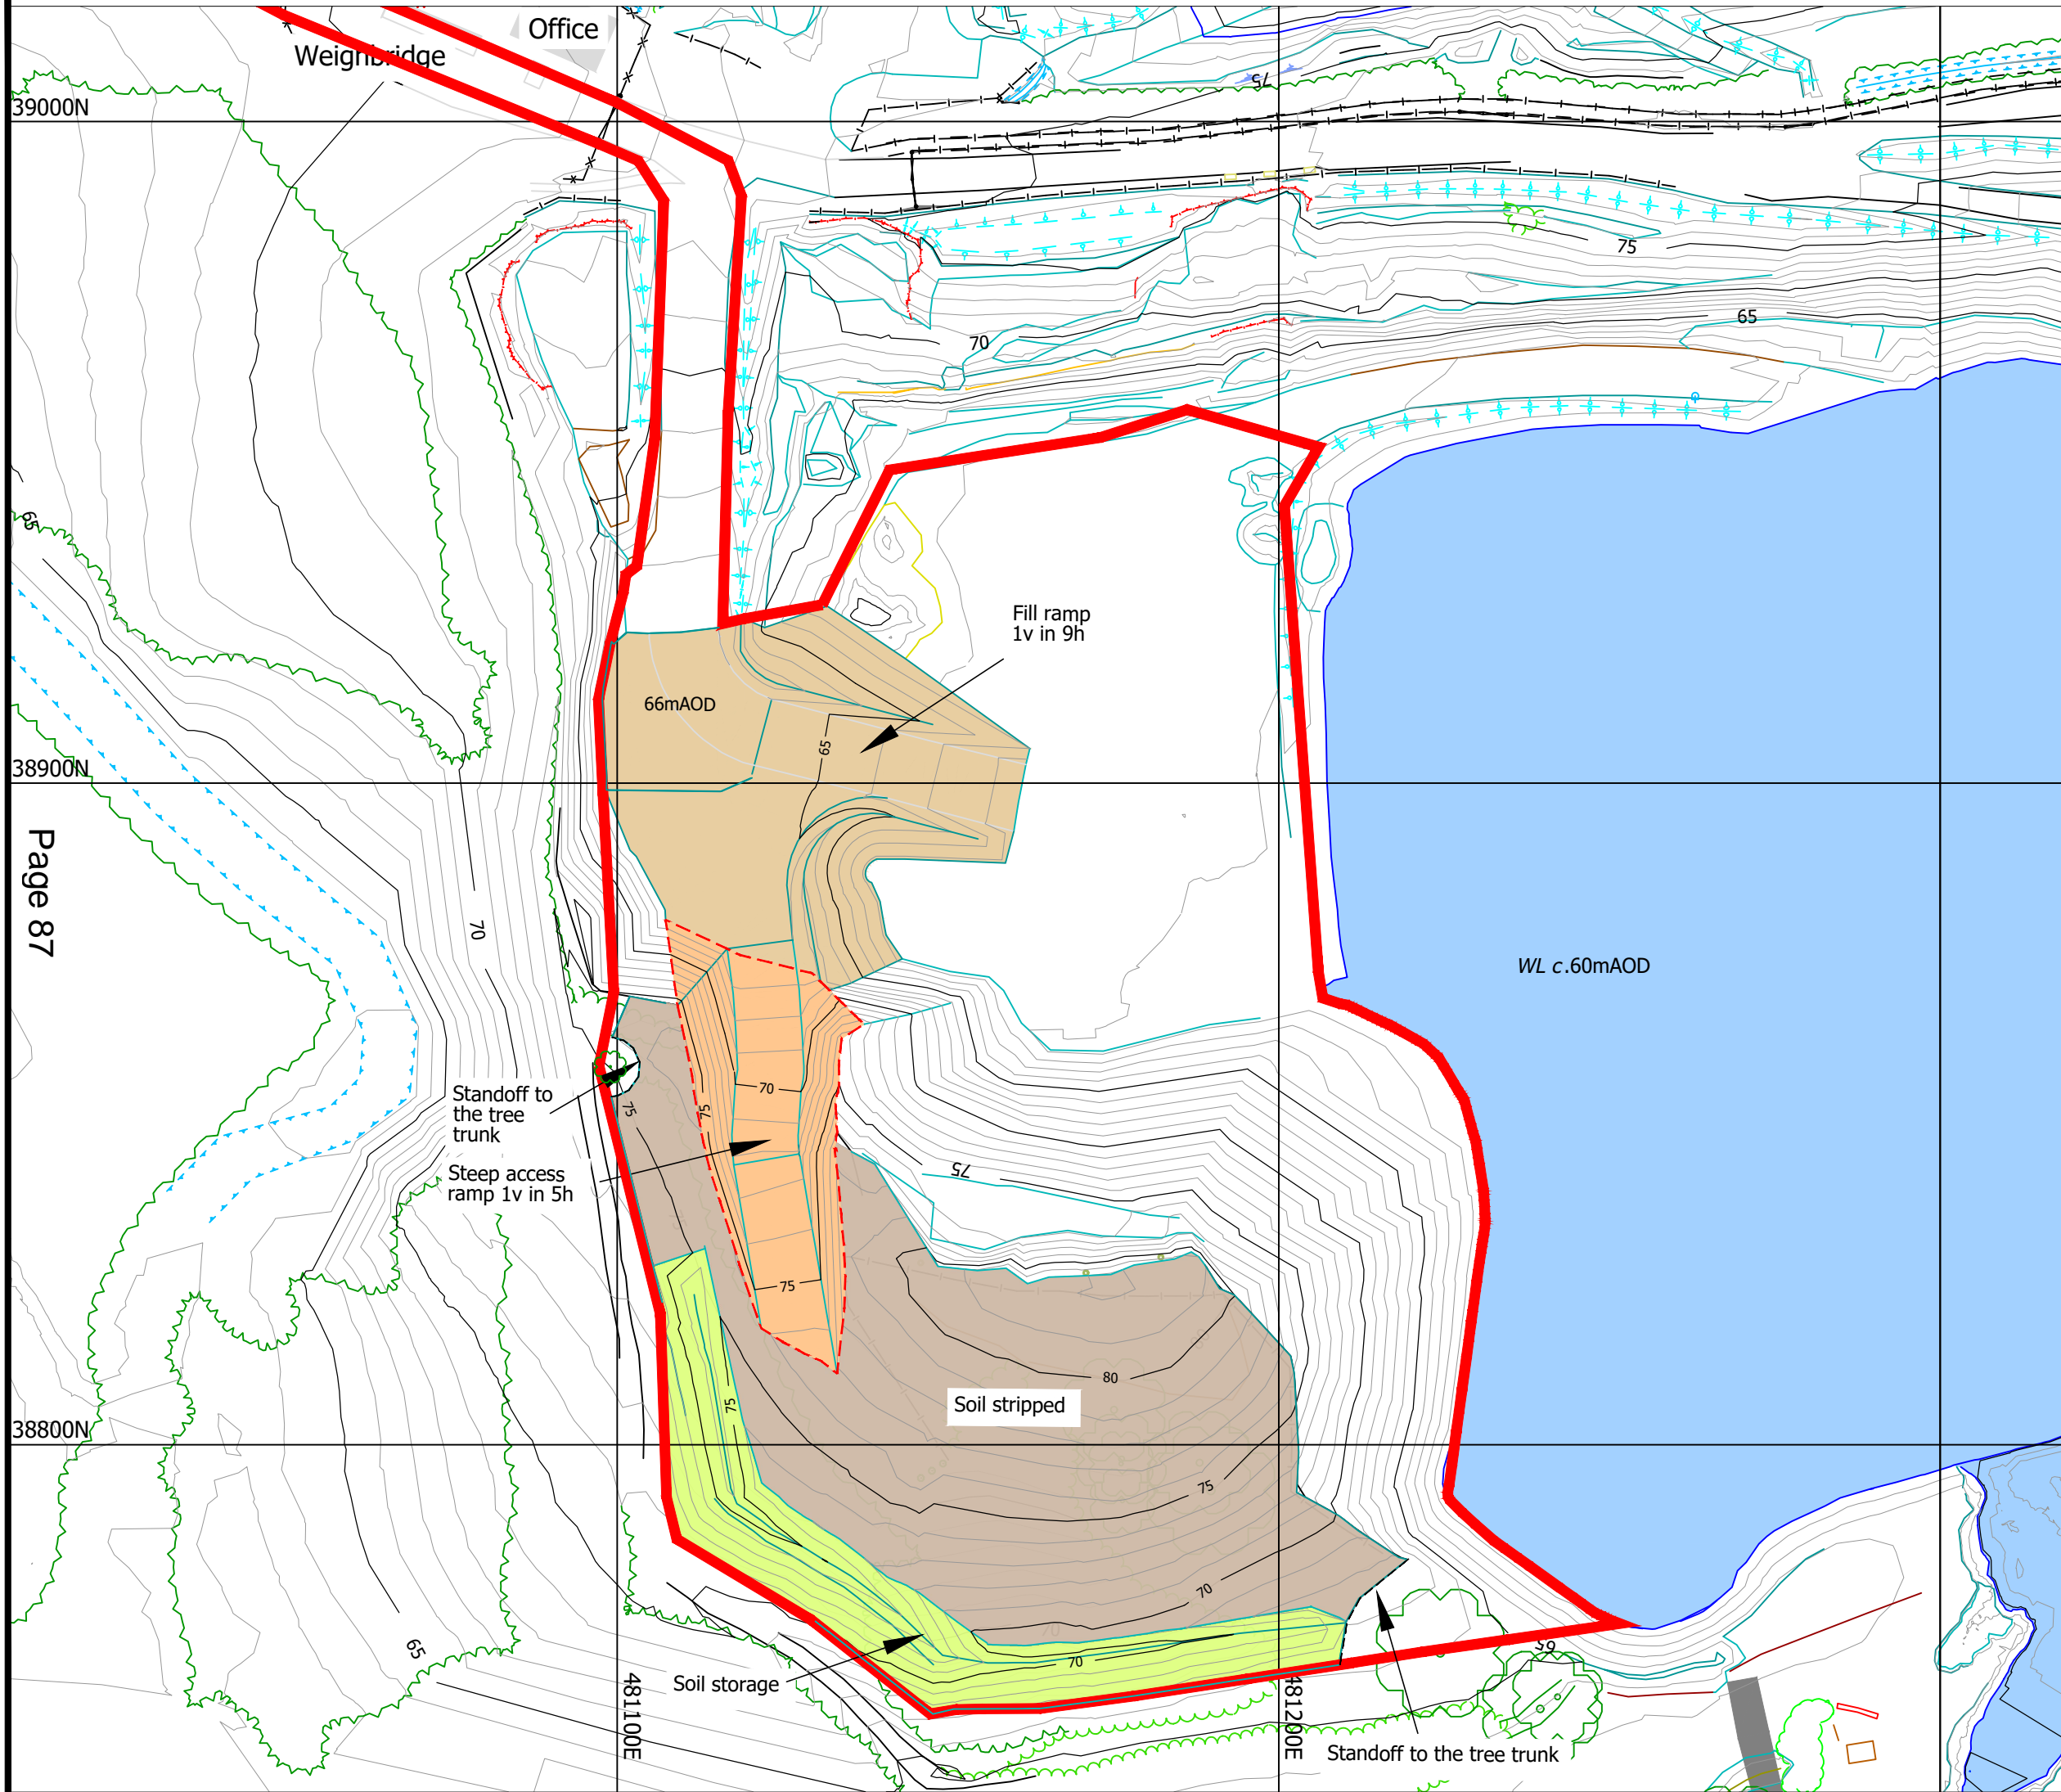 Office
Weighbridge
75
39000N
75
65
70
65
Fill ramp
1v in 9h
66mAOD
65
38900N
Page 87
70
WL c.60mAOD
Standoff to
the tree
trunk
75
75
70
75
Steep access
ramp 1v in 5h
75
80
75
Soil stripped
38800N
75
70
70
65
65
70
Soil storage
481100E
481200E
Standoff to the tree trunk